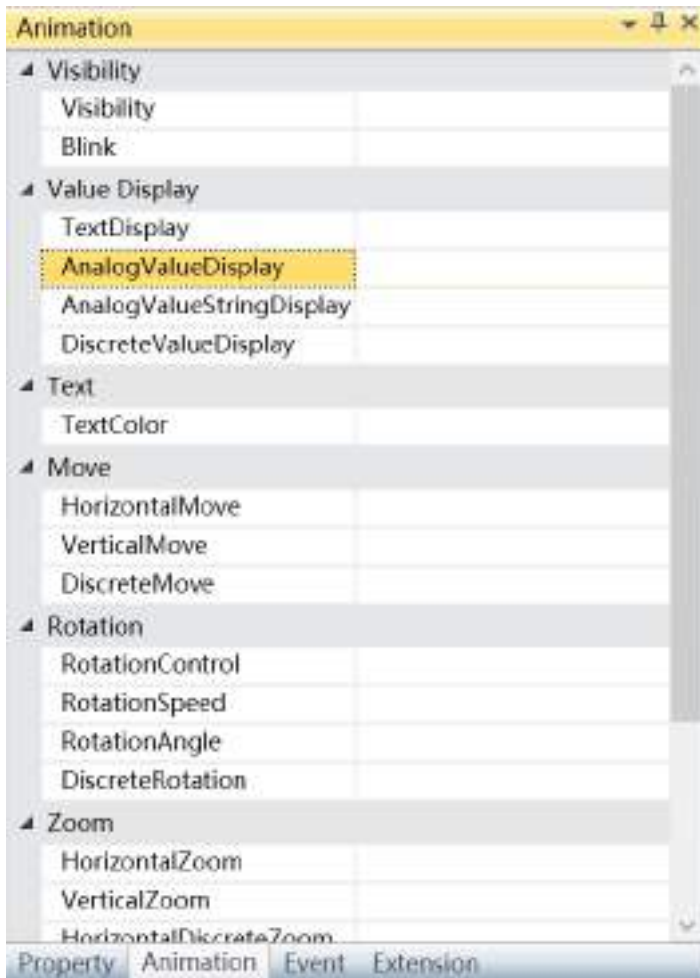 Animation
Visibility
Visibility
Blink
Value Display
TextDisplay
AnalogValueDisplay
AnalogValueStringDisplay
DiscreteValueDisplay
Text
TextColor
Move
HorizontalMove
VerticalMove
DiscreteMove
Rotation
RotationControl
RotationSpeed
RotationAngle
DiscreteRotation
Zoom
HorizontalZoom
VerticalZoom
HorizontalDiscreteZoom
Property Animation Event Extension